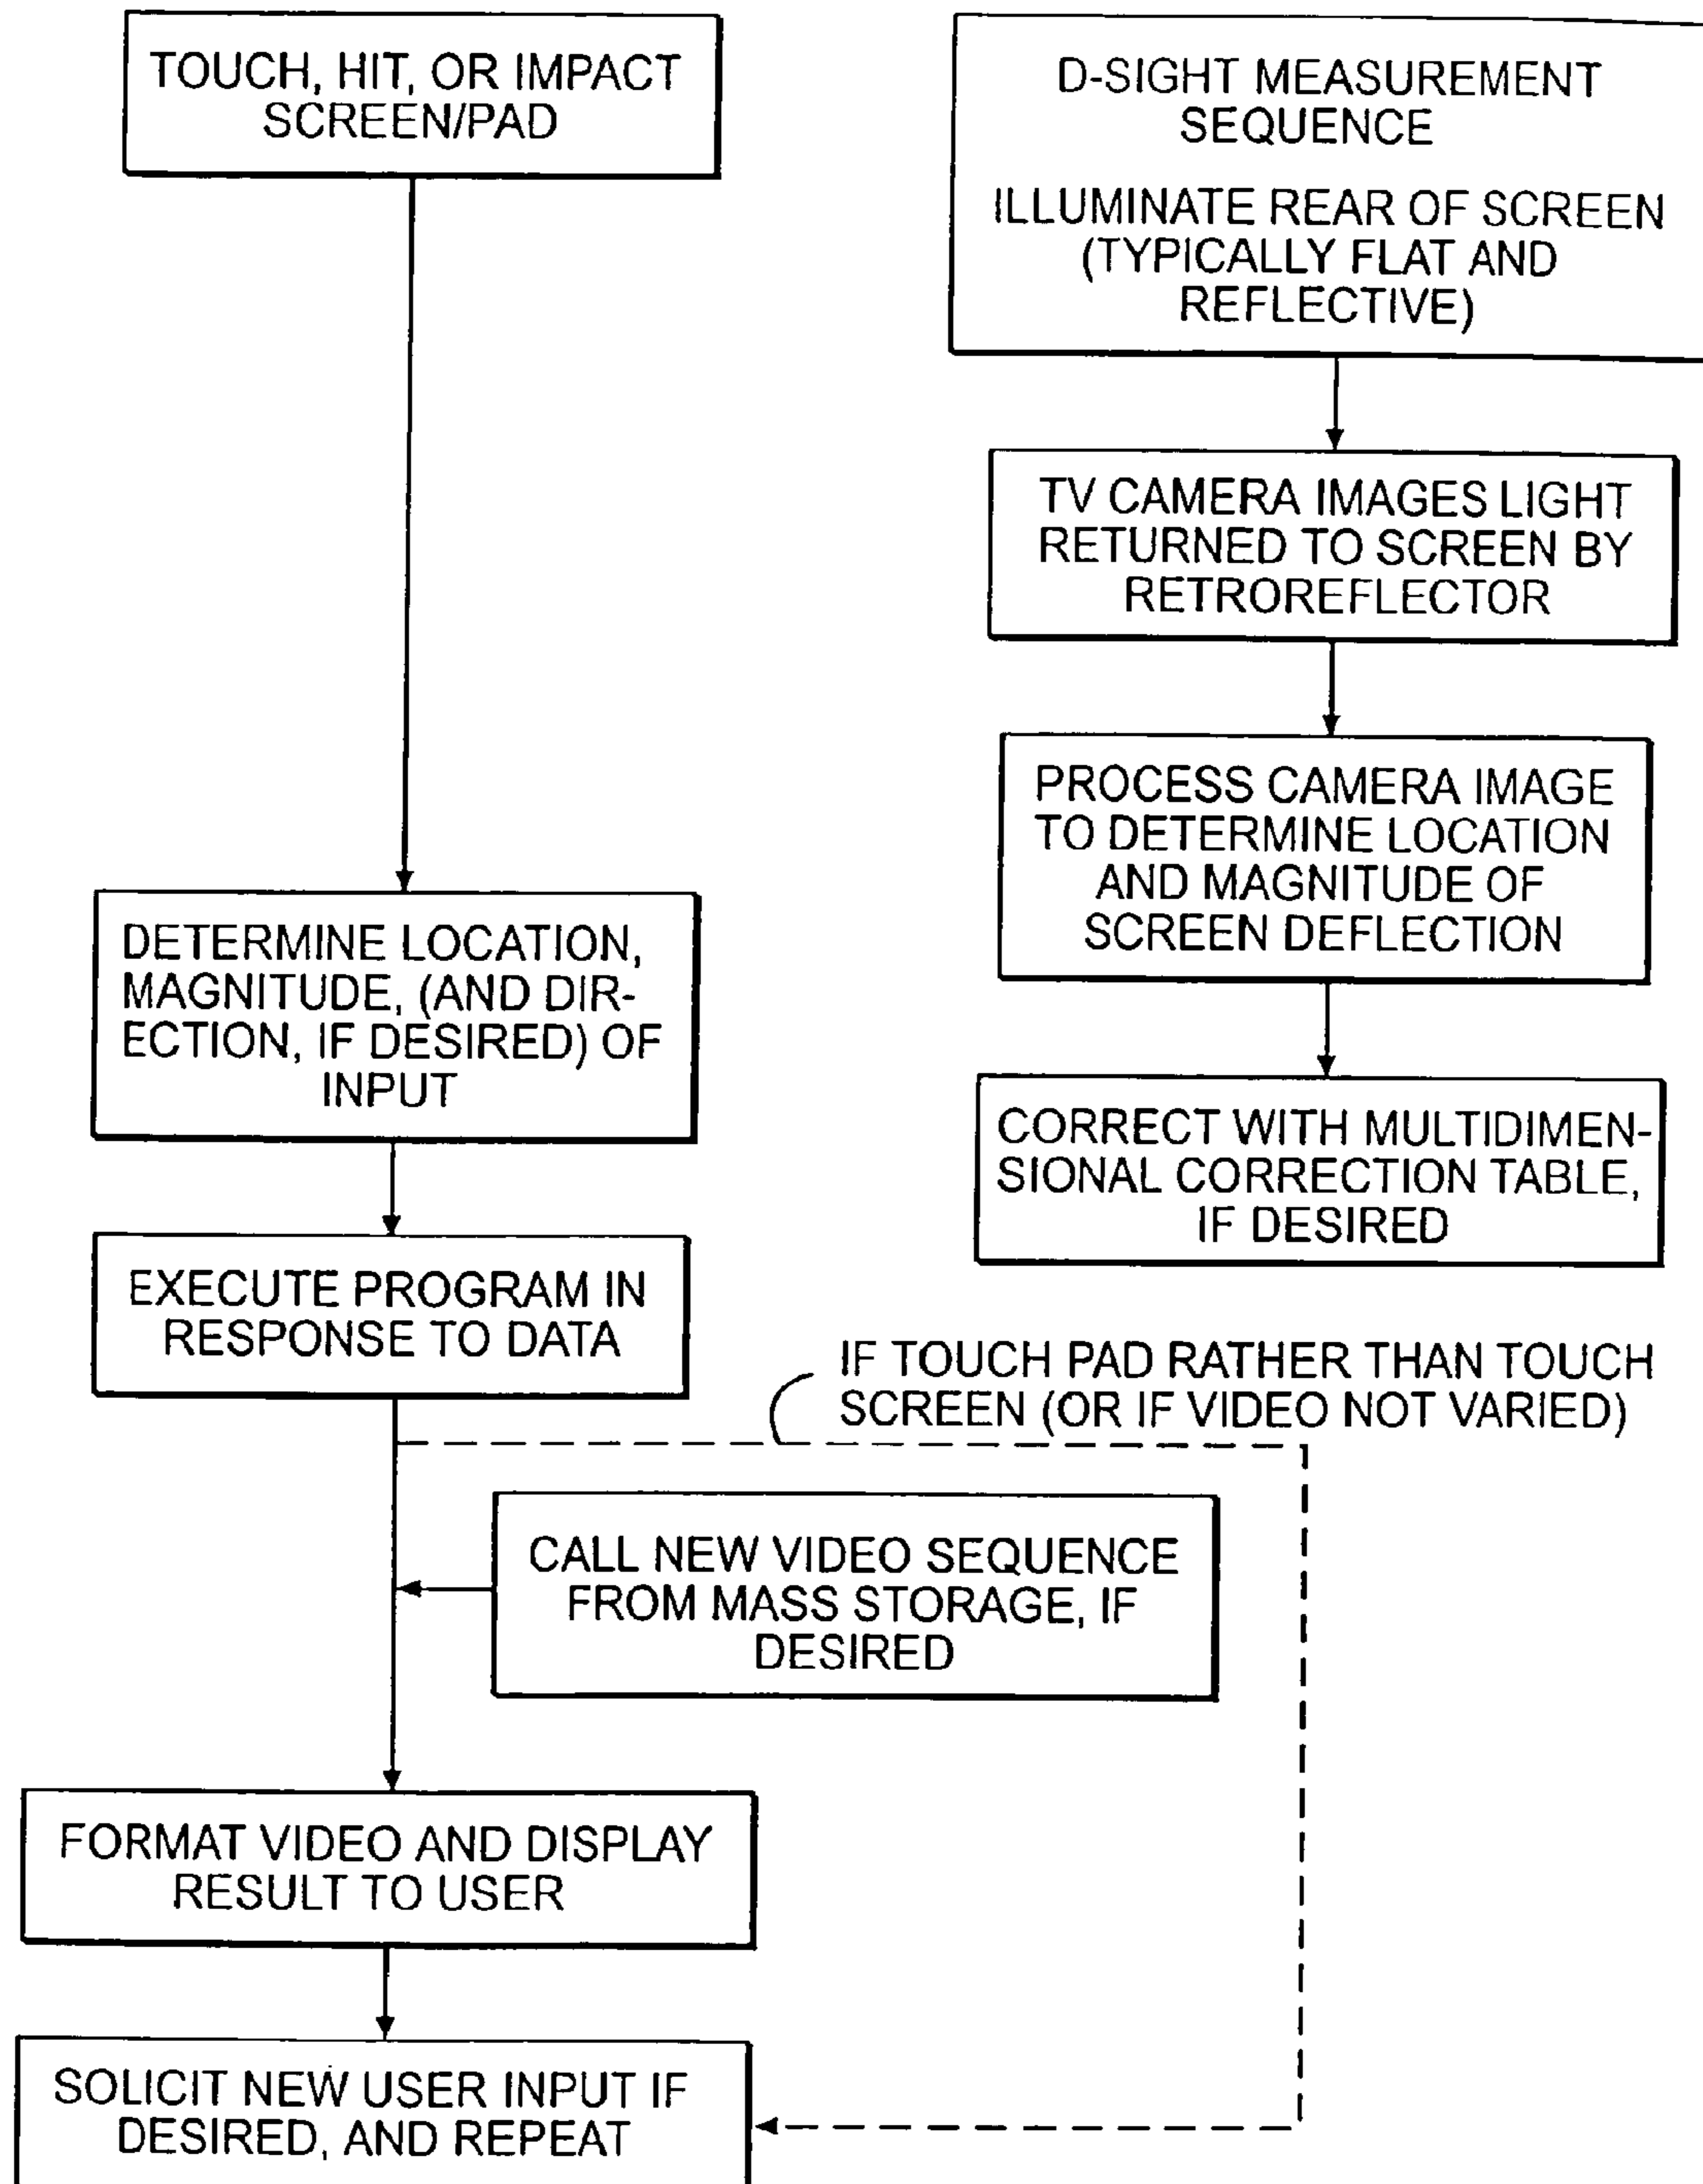 TOUCH, HIT, OR IMPACT
SCREEN/PAD
DETERMINE LOCATION,
MAGNITUDE, (AND DIR-
ECTION, IF DESIRED) OF
INPUT
EXECUTE PROGRAM IN
RESPONSE TO DATA
IF TOUCH PAD RATHER THAN TOUCH
SCREEN (OR IF VIDEO NOT VARIED)
CALL NEW VIDEO SEQUENCE
FROM MASS STORAGE, IF
DESIRED
FORMAT VIDEO AND DISPLAY
RESULT TO USER
SOLICIT NEW USER INPUT IF
DESIRED, AND REPEAT
D-SIGHT MEASUREMENT
SEQUENCE
ILLUMINATE REAR OF SCREEN
(TYPICALLY FLAT AND
REFLECTIVE)
TV CAMERA IMAGES LIGHT
RETURNED TO SCREEN BY
RETROREFLECTOR
PROCESS CAMERA IMAGE
TO DETERMINE LOCATION
AND MAGNITUDE OF
SCREEN DEFLECTION
CORRECT WITH MULTIDIMEN-
SIONAL CORRECTION TABLE,
IF DESIRED